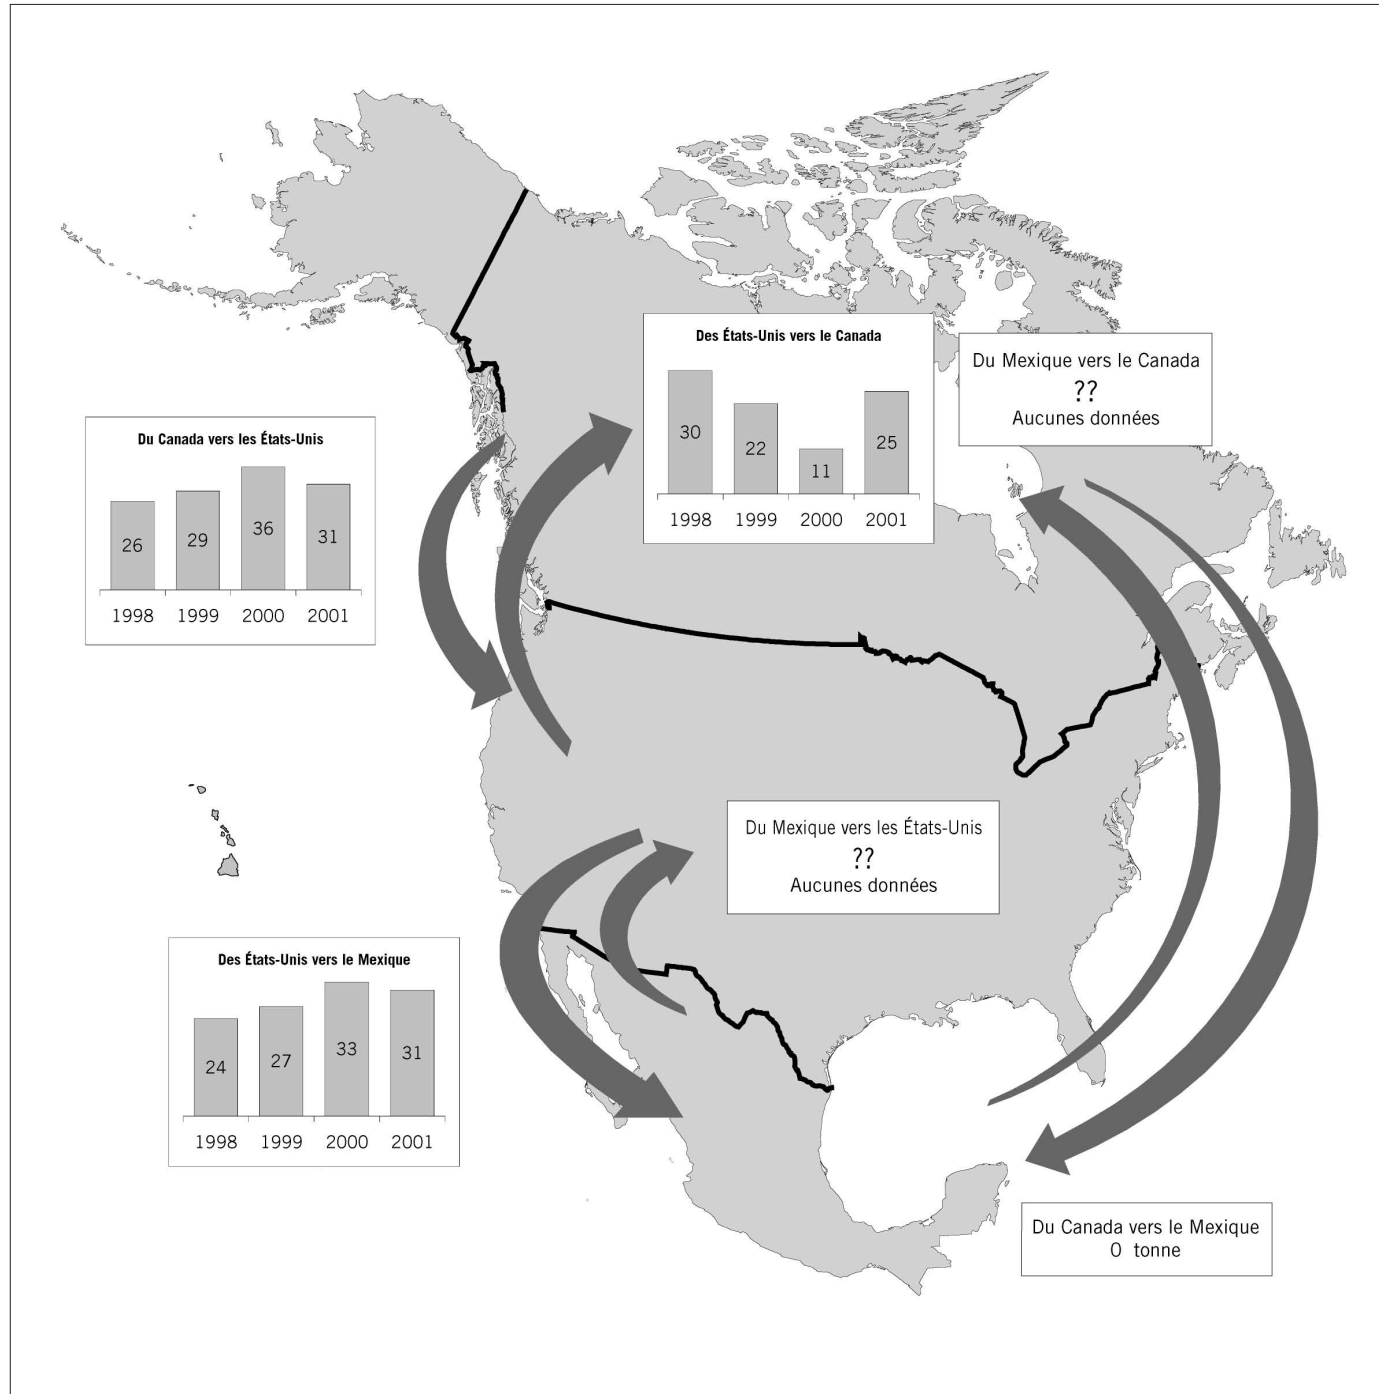 Des États-Unis vers le Canada
30
22
11
25
1998
1999
2000
2001
Du Mexique vers le Canada
??
Aucunes données
Du Canada vers les États-Unis
26
29
36
31
1998
1999
2000
2001
Du Mexique vers les États-Unis
??
Aucunes données
Des États-Unis vers le Mexique
24
27
33
31
1998
1999
2000
2001
Du Canada vers le Mexique
0 tonne